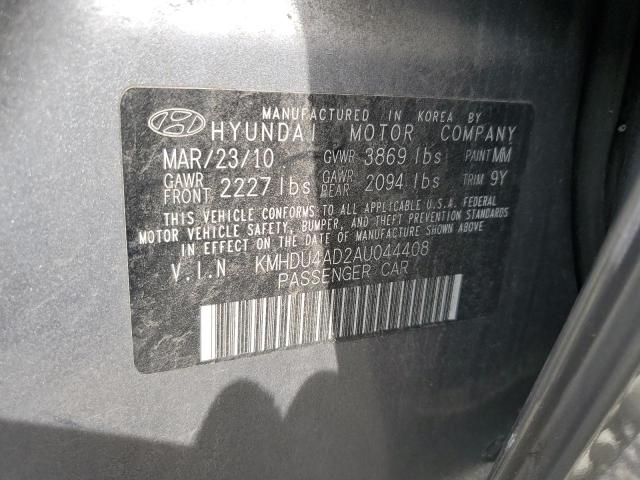 MANUFACTURED IN KOREA BY
HYUNDAI MOTOR COMPANY
MAR/23/10 GVWR 3869 lbs PAINT MM
GAWR FRONT 2227 lbs GAWR REAR 2094 lbs TRIM 9Y
THIS VEHICLE CONFORMS TO ALL APPLICABLE U.S.A. FEDERAL
MOTOR VEHICLE SAFETY, BUMPER, AND THEFT PREVENTION STANDARDS
IN EFFECT ON THE DATE OF MANUFACTURE SHOWN ABOVE
V.I.N KMHDU4AD2AU044408
PASSENGER CAR